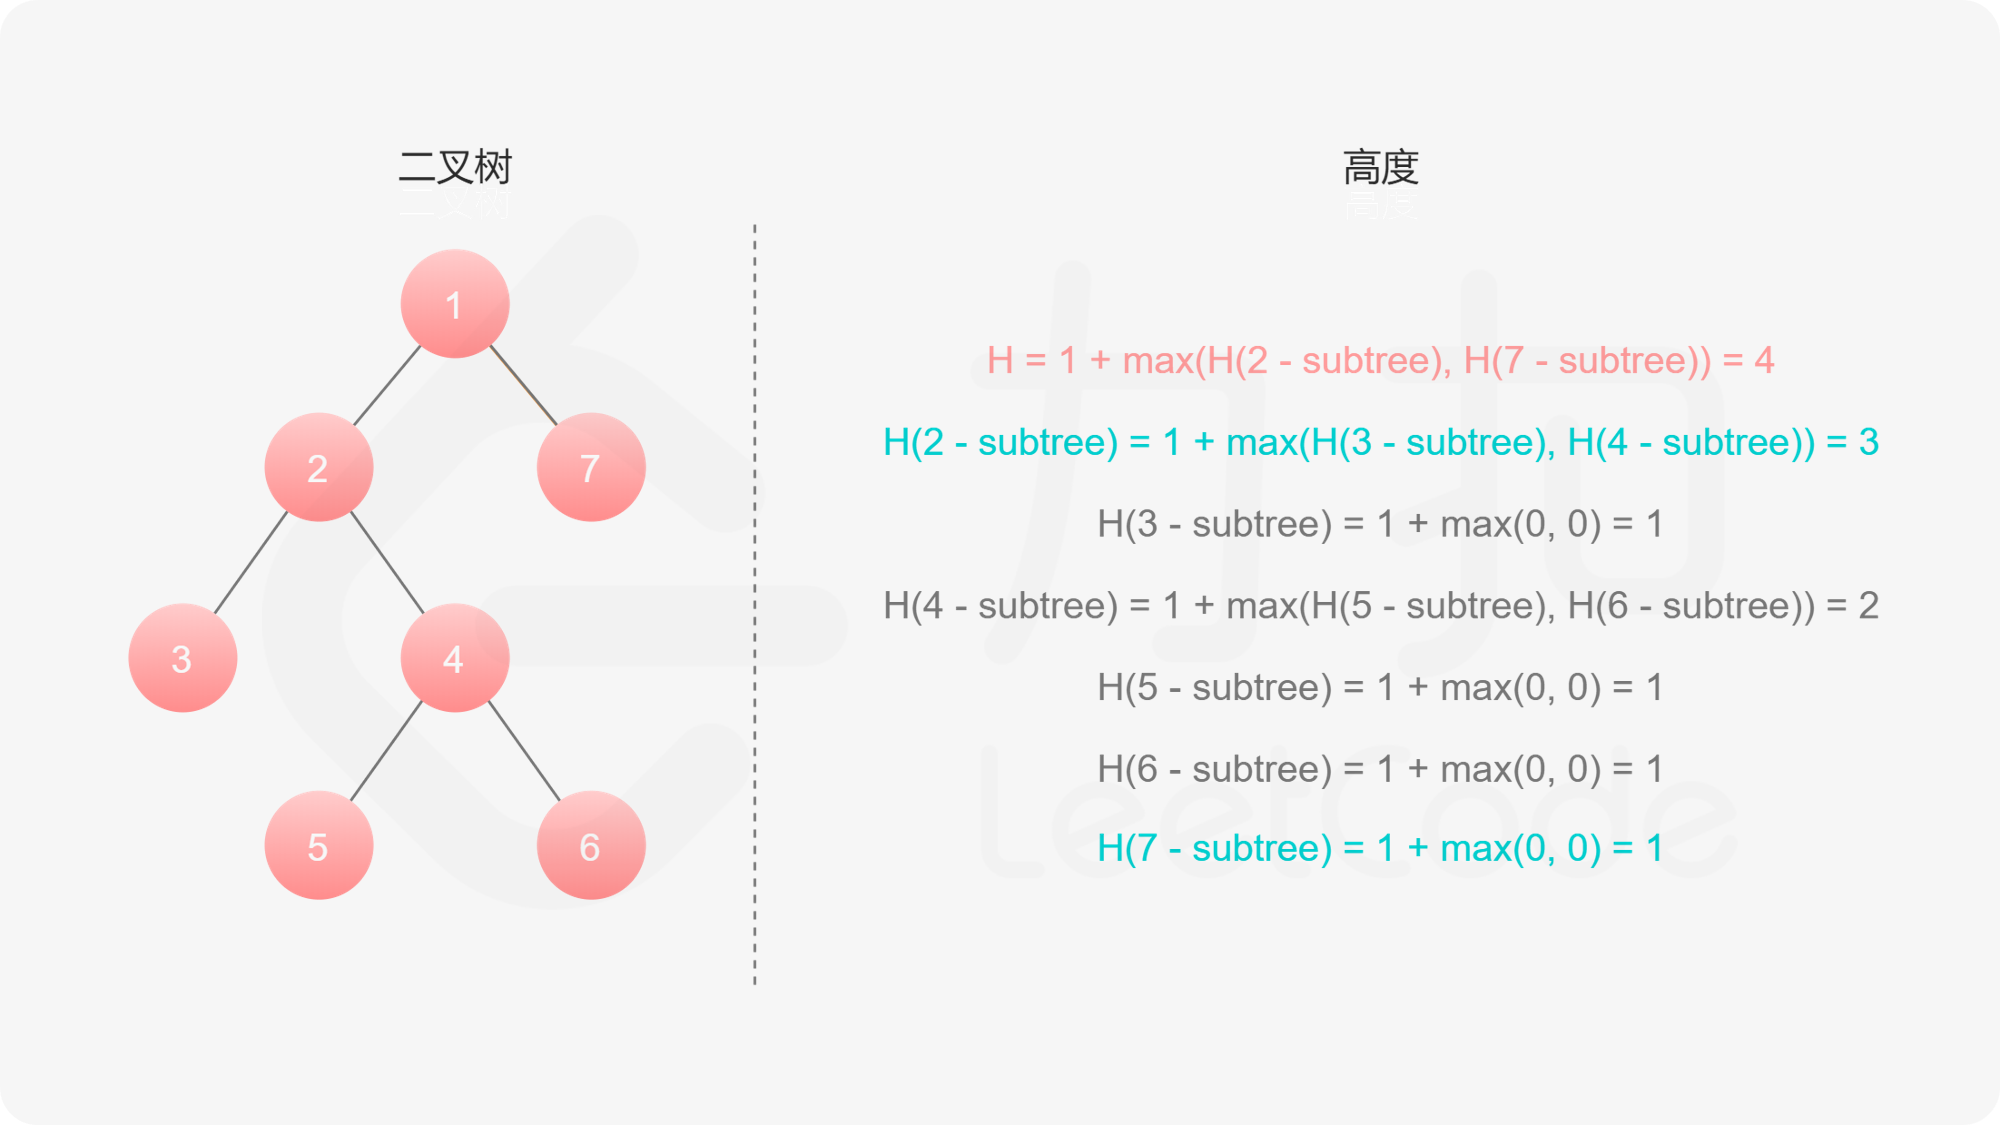 二叉树
1
2
7
3
4
5
6
高度
H = 1 + max(H(2 - subtree), H(7 - subtree)) = 4
H(2 - subtree) = 1 + max(H(3 - subtree), H(4 - subtree)) = 3
H(3 - subtree) = 1 + max(0, 0) = 1
H(4 - subtree) = 1 + max(H(5 - subtree), H(6 - subtree)) = 2
H(5 - subtree) = 1 + max(0, 0) = 1
H(6 - subtree) = 1 + max(0, 0) = 1
H(7 - subtree) = 1 + max(0, 0) = 1
力扣
LeetCode